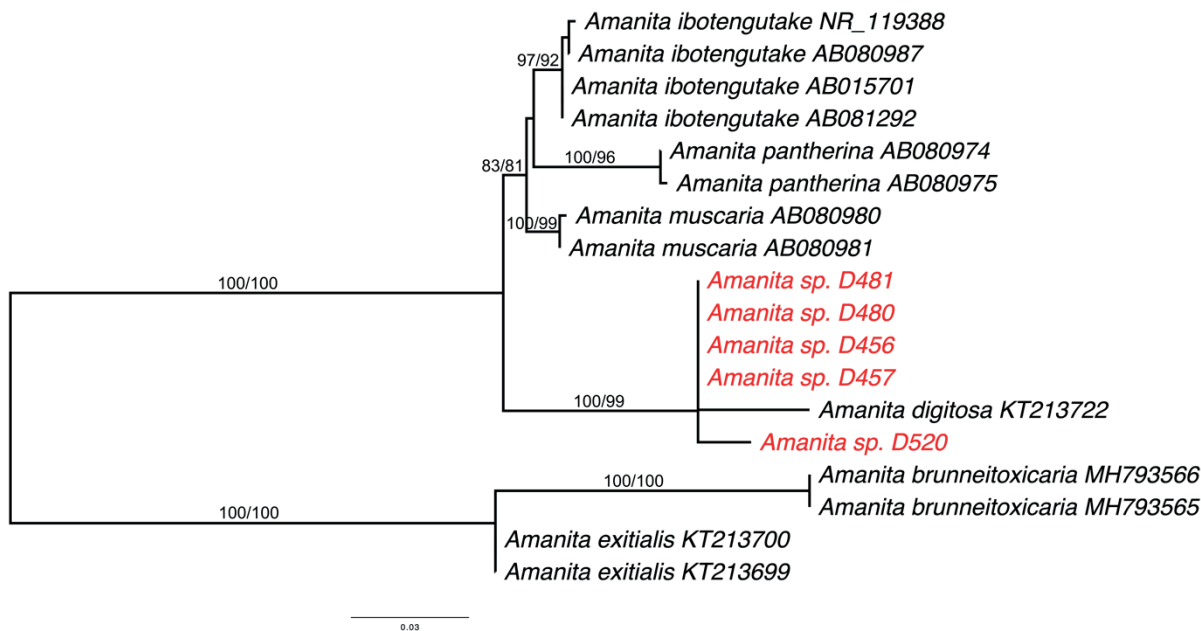 Amanita ibotengutake NR_119388
Amanita ibotengutake AB080987
97/92
Amanita ibotengutake AB015701
Amanita ibotengutake AB081292
Amanita pantherina AB080974
100/96
83/81
Amanita pantherina AB080975
Amanita muscaria AB080980
100/99
Amanita muscaria AB080981
100/100
Amanita sp. D481
Amanita sp. D480
Amanita sp. D456
Amanita sp. D457
100/99
Amanita digitosa KT213722
Amanita sp. D520
Amanita brunneitoxicaria MH793566
100/100
Amanita brunneitoxicaria MH793565
100/100
Amanita exitialis KT213700
Amanita exitialis KT213699
0.03